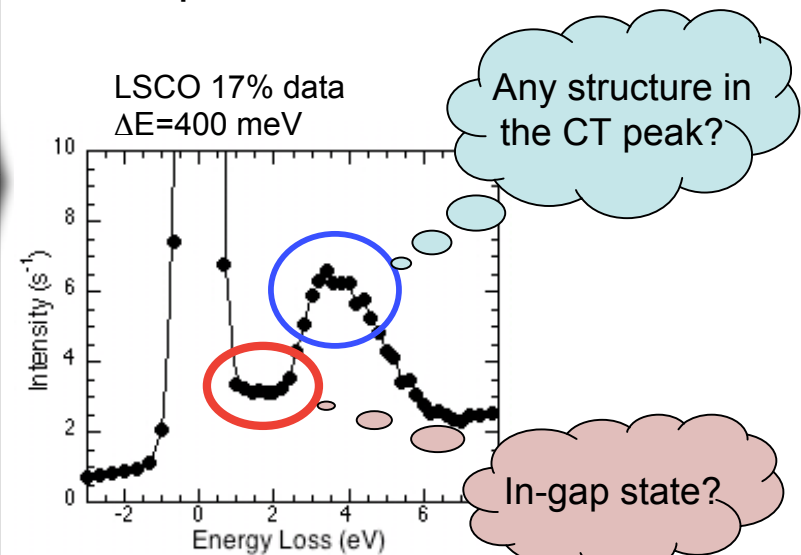 LSCO 17% data
ΔE=400 meV
Any structure in
the CT peak?
10
8
6
4
2
0
Intensity (s⁻¹)
-2
0
2
4
6
Energy Loss (eV)
In-gap state?